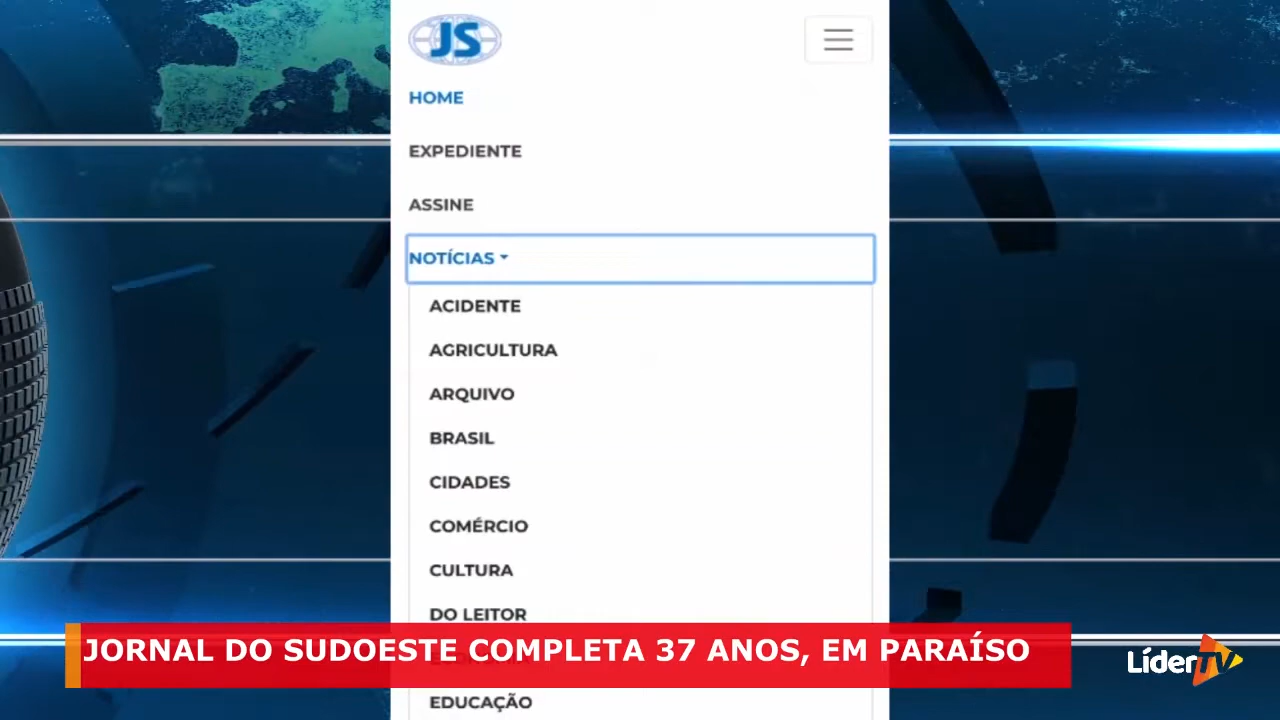 JS
HOME
EXPEDIENTE
ASSINE
NOTÍCIAS
ACIDENTE
AGRICULTURA
ARQUIVO
BRASIL
CIDADES
COMÉRCIO
CULTURA
DO LEITOR
JORNAL DO SUDOESTE COMPLETA 37 ANOS, EM PARAÍSO
LíderTV
EDUCAÇÃO